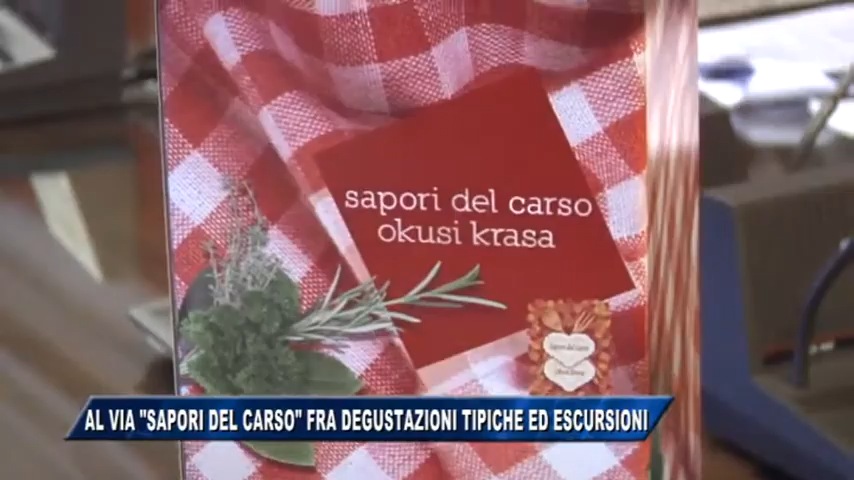 sapori del carso
okusi krasa
AL VIA "SAPORI DEL CARSO" FRA DEGUSTAZIONI TIPICHE ED ESCURSIONI